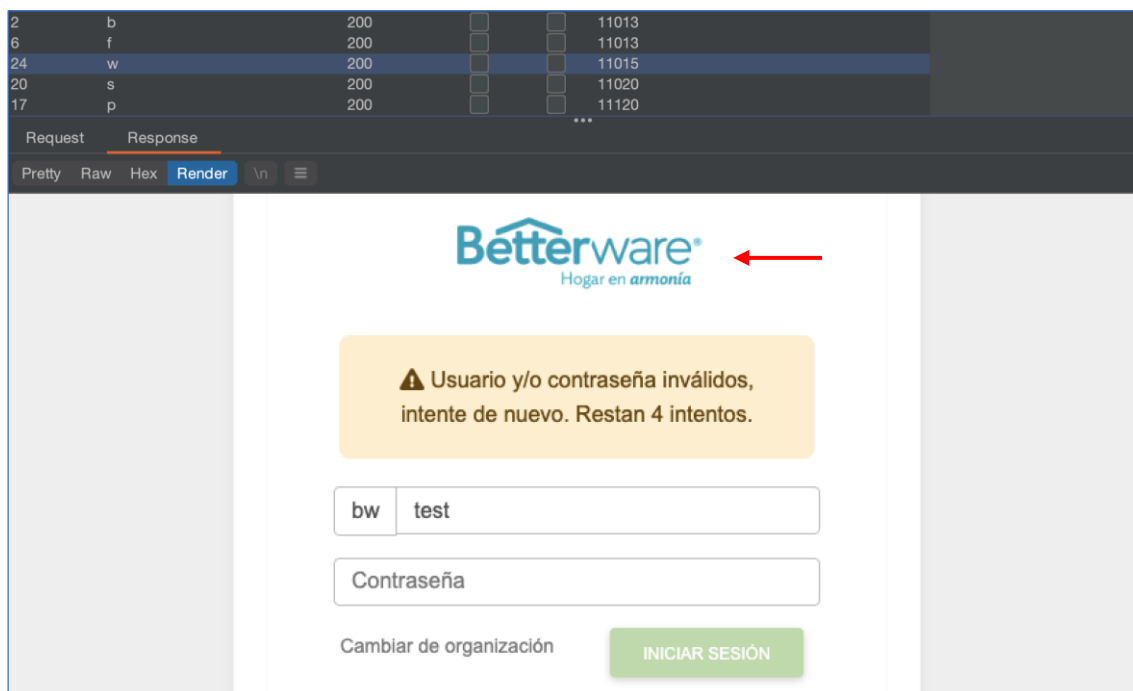 2 b 200 11013
6 f 200 11013
24 w 200 11015
20 s 200 11020
17 p 200 11120
Request Response
Pretty Raw Hex Render \n
Betterware®
Hogar en armonía
Usuario y/o contraseña inválidos,
intente de nuevo. Restan 4 intentos.
bw test
Contraseña
Cambiar de organización INICIAR SESIÓN